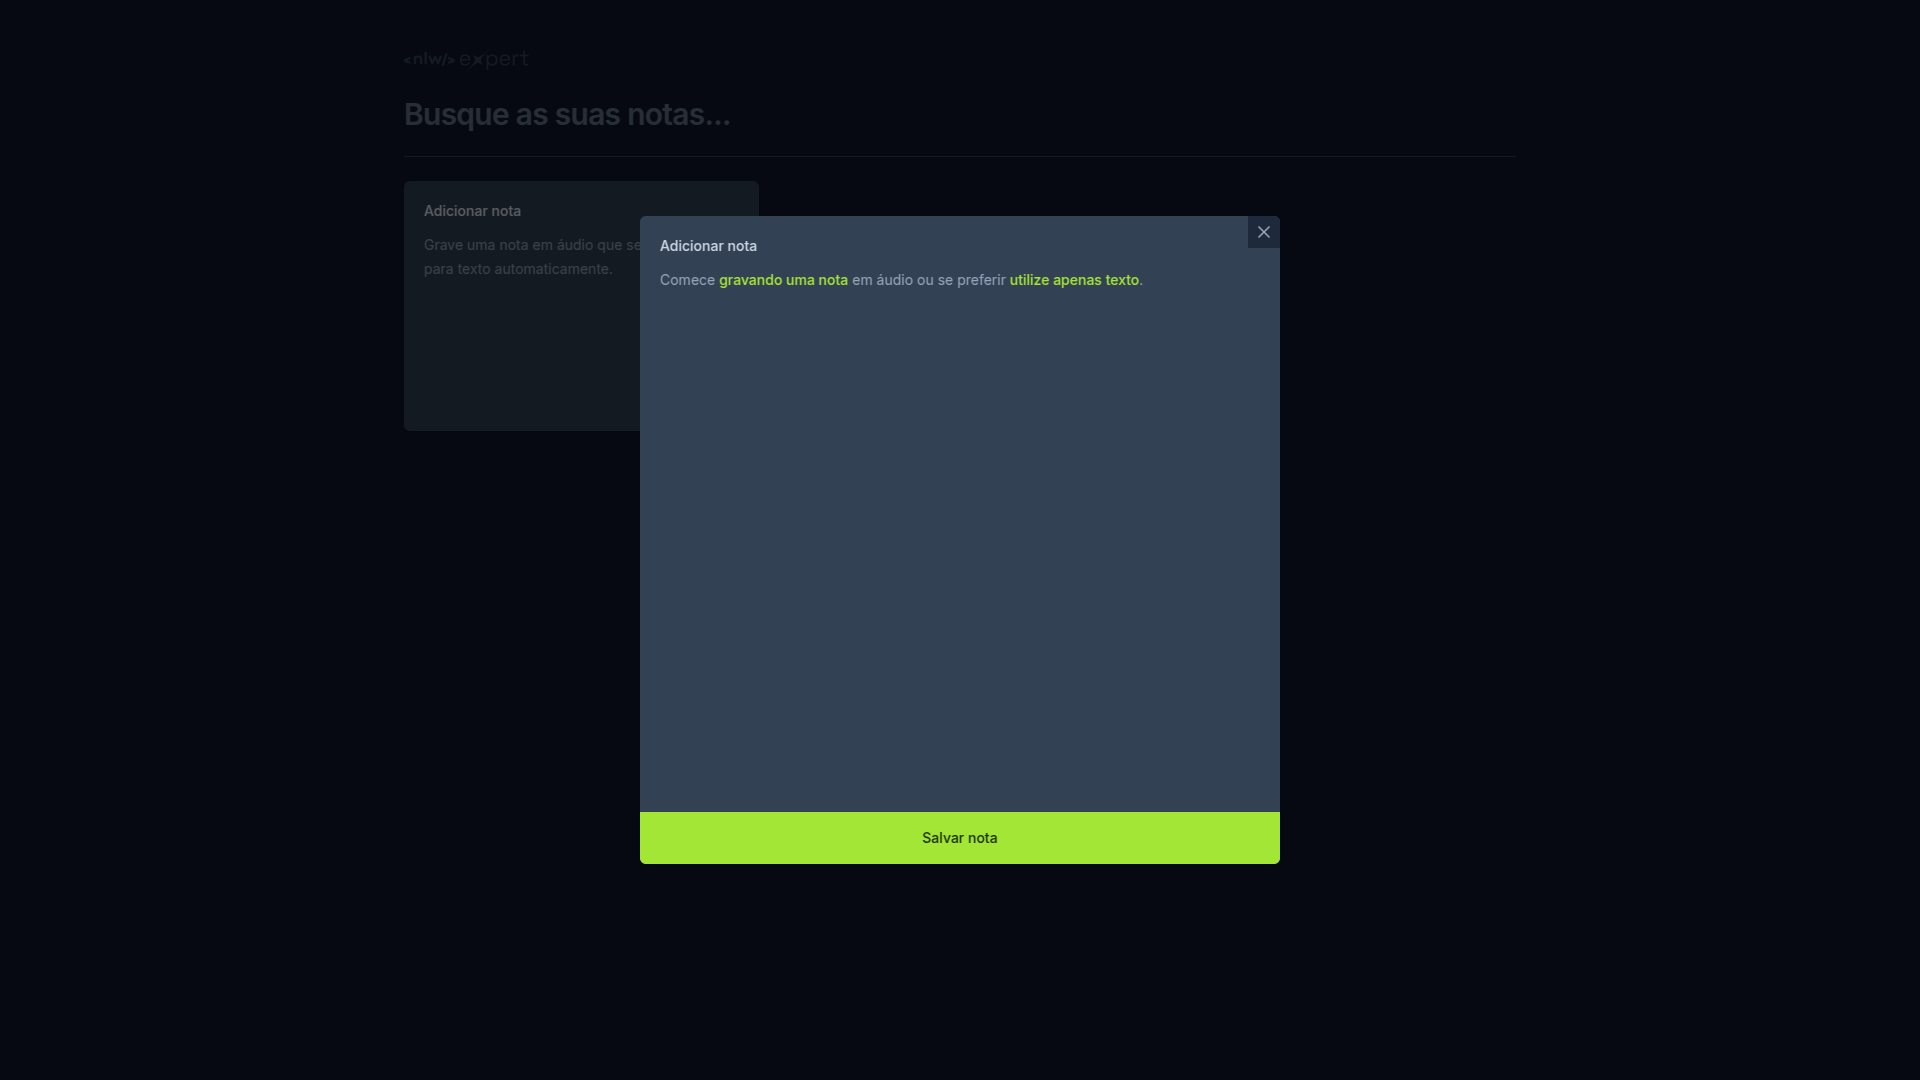 <nlw/> expert
Busque as suas notas...
Adicionar nota
Grave uma nota em áudio que se
para texto automaticamente.
Adicionar nota
Comece gravando uma nota em áudio ou se preferir utilize apenas texto.
Salvar nota